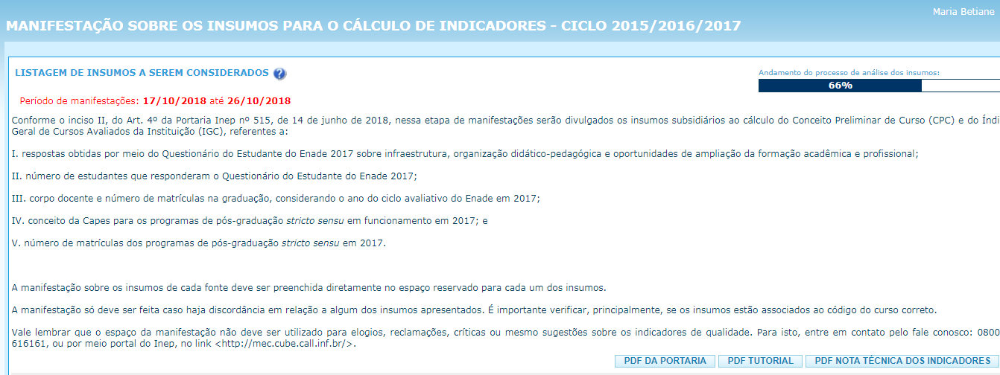 Maria Betiane
MANIFESTAÇÃO SOBRE OS INSUMOS PARA O CÁLCULO DE INDICADORES - CICLO 2015/2016/2017
LISTAGEM DE INSUMOS A SEREM CONSIDERADOS ?
Andamento do processo de análise dos insumos:
66%
Período de manifestações: 17/10/2018 até 26/10/2018
Conforme o inciso II, do Art. 4º da Portaria Inep nº 515, de 14 de junho de 2018, nessa etapa de manifestações serão divulgados os insumos subsidiários ao cálculo do Conceito Preliminar de Curso (CPC) e do Índi
Geral de Cursos Avaliados da Instituição (IGC), referentes a:
I. respostas obtidas por meio do Questionário do Estudante do Enade 2017 sobre infraestrutura, organização didático-pedagógica e oportunidades de ampliação da formação acadêmica e profissional;
II. número de estudantes que responderam o Questionário do Estudante do Enade 2017;
III. corpo docente e número de matrículas na graduação, considerando o ano do ciclo avaliativo do Enade em 2017;
IV. conceito da Capes para os programas de pós-graduação stricto sensu em funcionamento em 2017; e
V. número de matrículas dos programas de pós-graduação stricto sensu em 2017.
A manifestação sobre os insumos de cada fonte deve ser preenchida diretamente no espaço reservado para cada um dos insumos.
A manifestação só deve ser feita caso haja discordância em relação a algum dos insumos apresentados. É importante verificar, principalmente, se os insumos estão associados ao código do curso correto.
Vale lembrar que o espaço da manifestação não deve ser utilizado para elogios, reclamações, críticas ou mesmo sugestões sobre os indicadores de qualidade. Para isto, entre em contato pelo fale conosco: 0800
616161, ou por meio portal do Inep, no link <http://mec.cube.call.inf.br/>.
PDF DA PORTARIA PDF TUTORIAL PDF NOTA TÉCNICA DOS INDICADORES